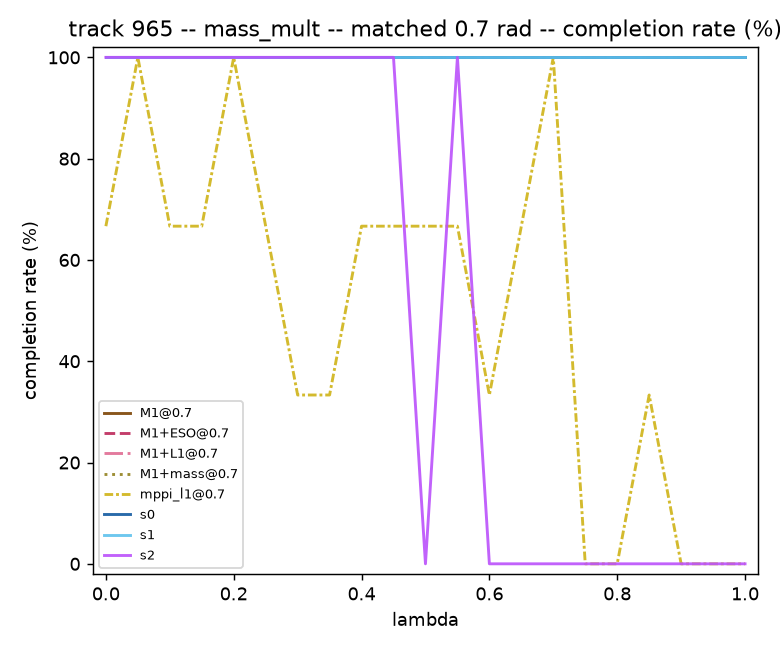 track 965 -- mass_mult -- matched 0.7 rad -- completion rate (%)
completion rate (%)
100
80
60
40
20
0
M1@0.7
M1+ESO@0.7
M1+L1@0.7
M1+mass@0.7
mppi_l1@0.7
s0
s1
s2
0.0 0.2 0.4 0.6 0.8 1.0
lambda